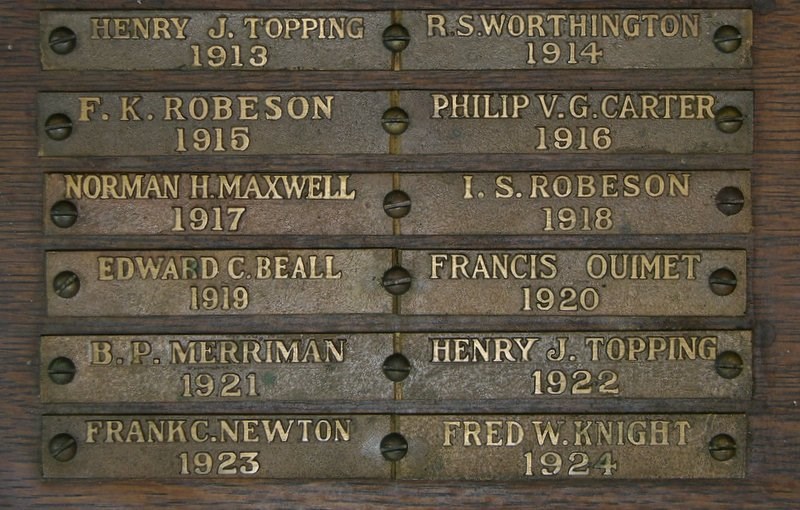 HENRY J. TOPPING
1913
R.S.WORTHINGTON
1914
F. K. ROBESON
1915
PHILIP V.G.CARTER
1916
NORMAN H.MAXWELL
1917
I. S. ROBESON
1918
EDWARD C.BEALL
1919
FRANCIS OUIMET
1920
B. P. MERRIMAN
1921
HENRY J. TOPPING
1922
FRANK C.NEWTON
1923
FRED W.KNIGHT
1924